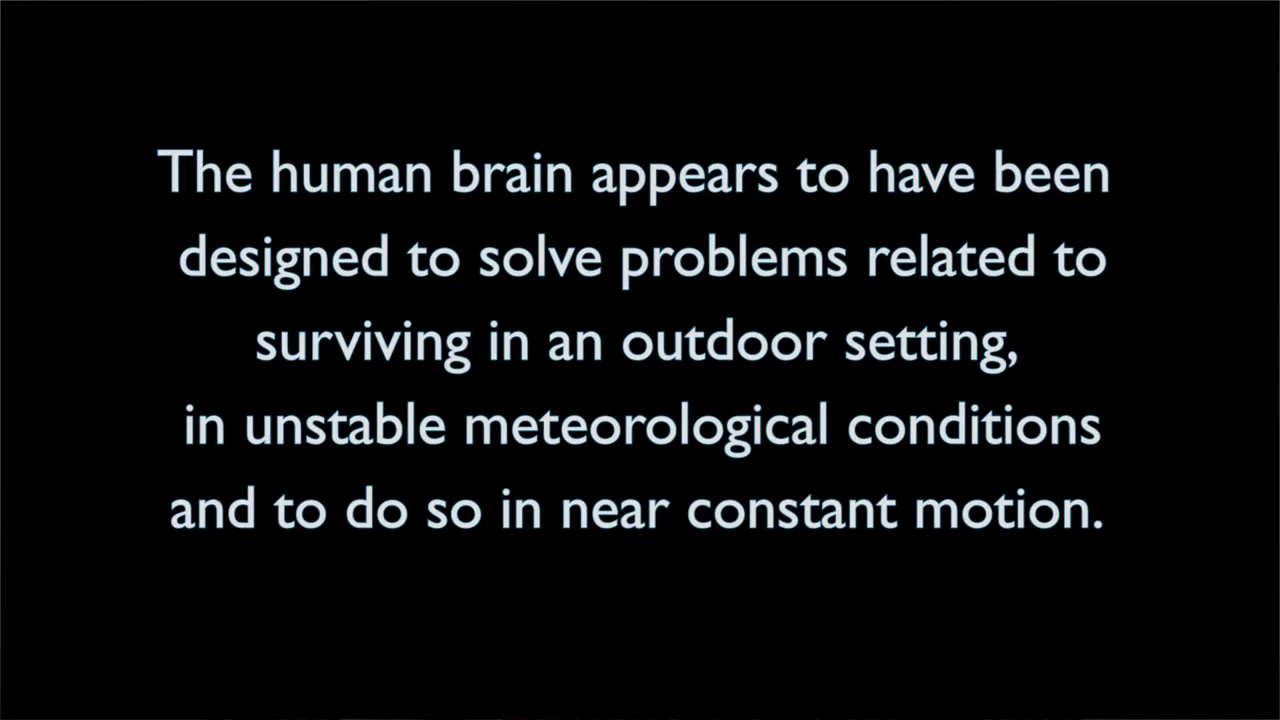 The human brain appears to have been
designed to solve problems related to
surviving in an outdoor setting,
in unstable meteorological conditions
and to do so in near constant motion.